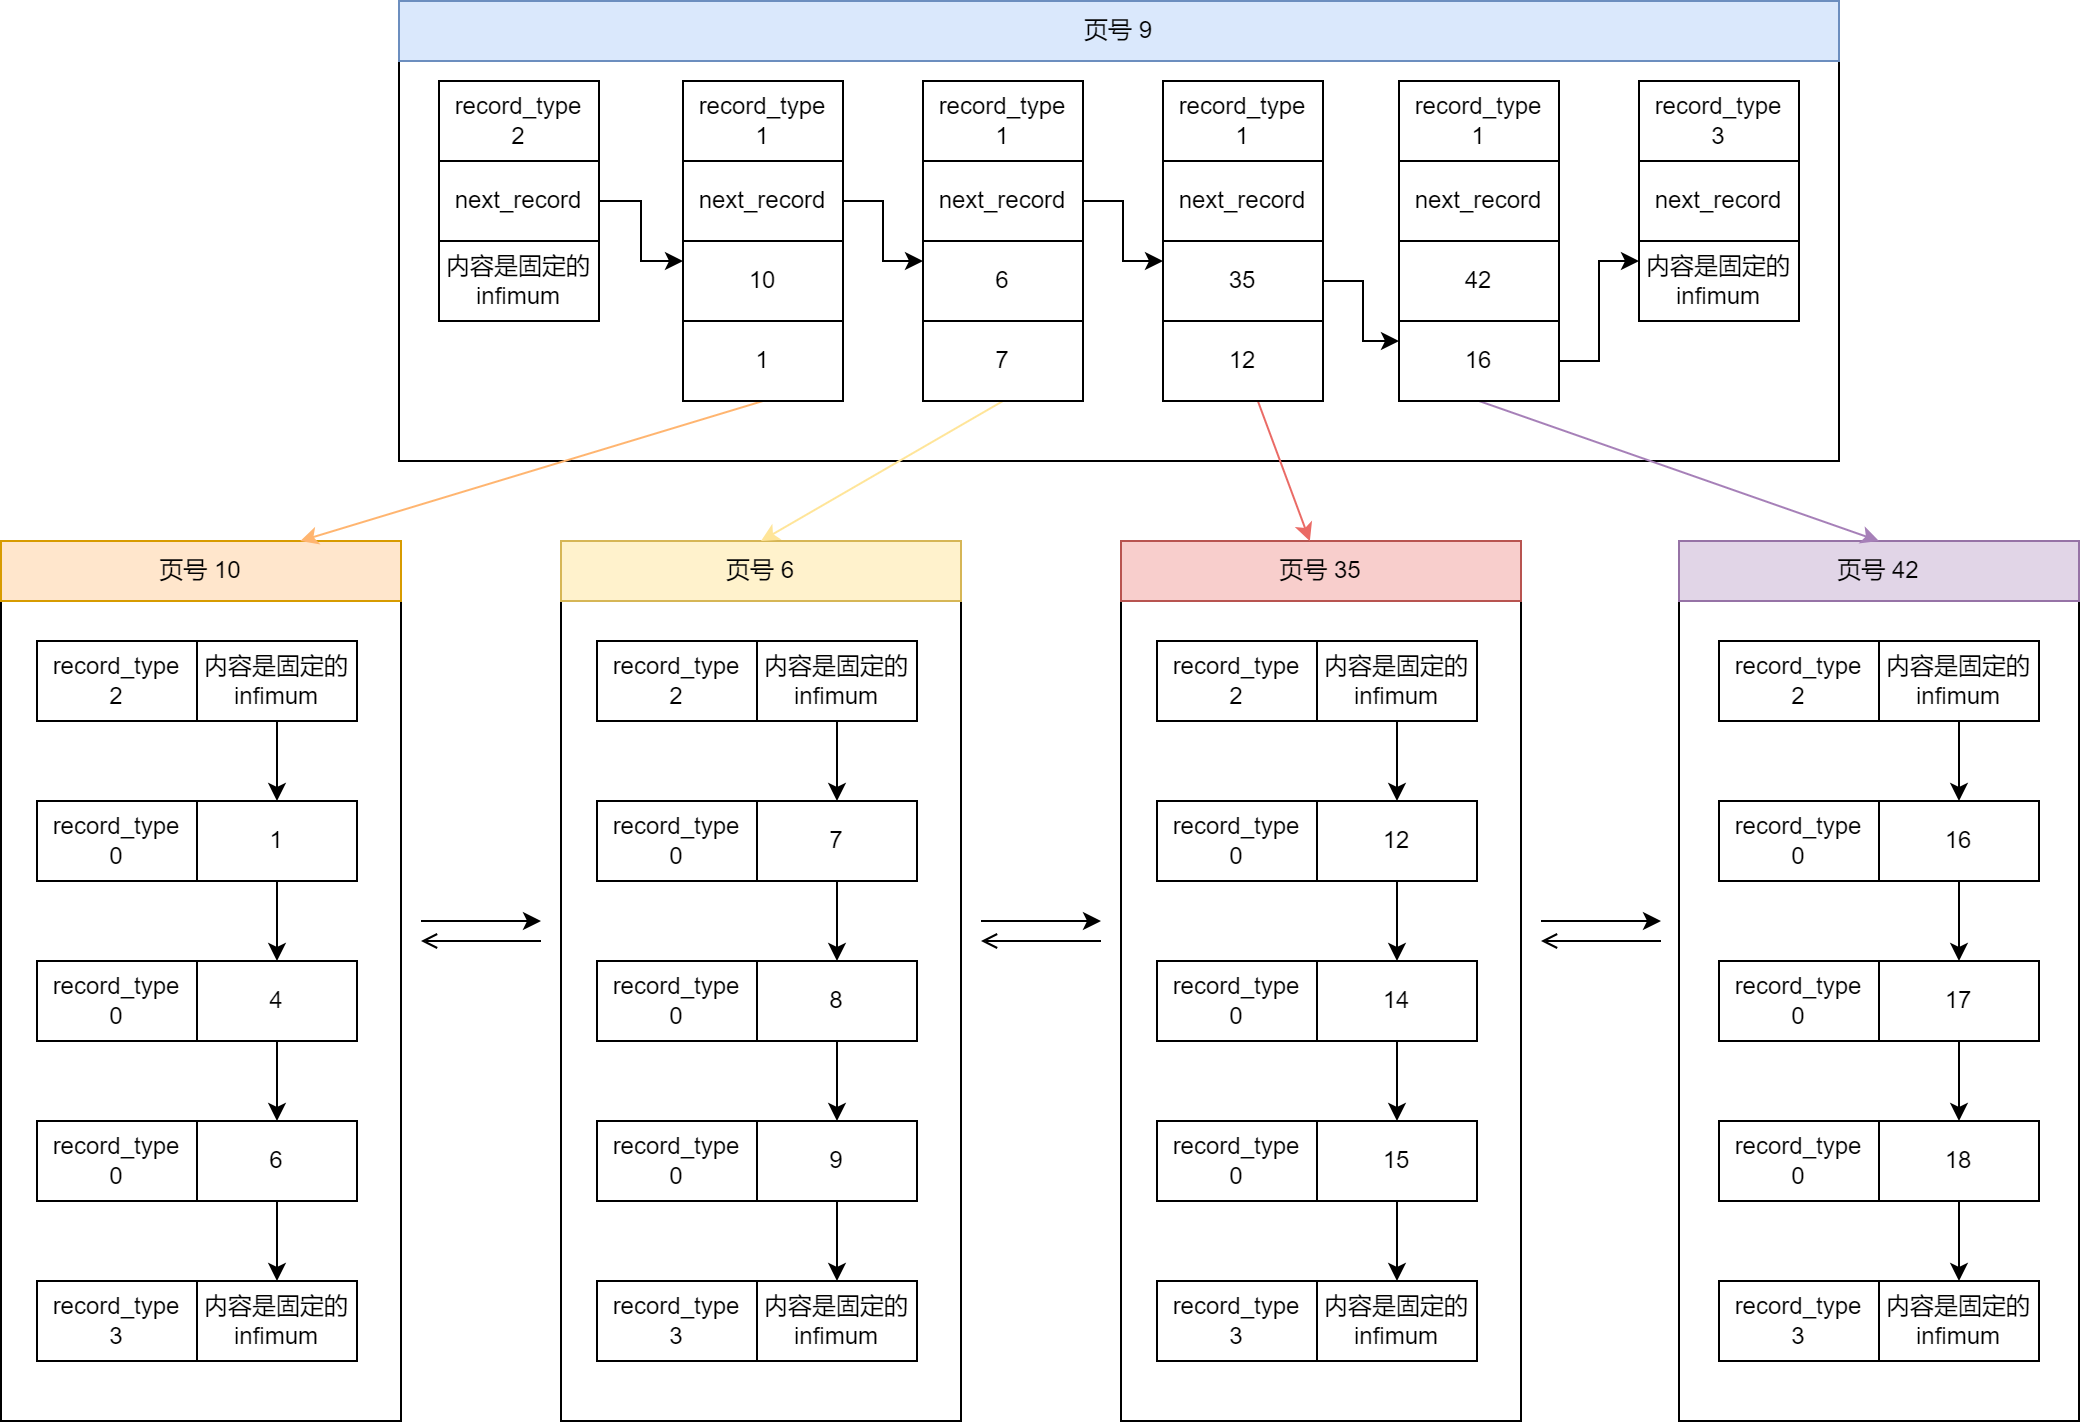 页号 9
record_type
2
next_record
内容是固定的
infimum
record_type
1
next_record
10
1
record_type
1
next_record
6
7
record_type
1
next_record
35
12
record_type
1
next_record
42
16
record_type
3
next_record
内容是固定的
infimum
页号 10
record_type
2
内容是固定的
infimum
record_type
0
1
record_type
0
4
record_type
0
6
record_type
3
内容是固定的
infimum
页号 6
record_type
2
内容是固定的
infimum
record_type
0
7
record_type
0
8
record_type
0
9
record_type
3
内容是固定的
infimum
页号 35
record_type
2
内容是固定的
infimum
record_type
0
12
record_type
0
14
record_type
0
15
record_type
3
内容是固定的
infimum
页号 42
record_type
2
内容是固定的
infimum
record_type
0
16
record_type
0
17
record_type
0
18
record_type
3
内容是固定的
infimum